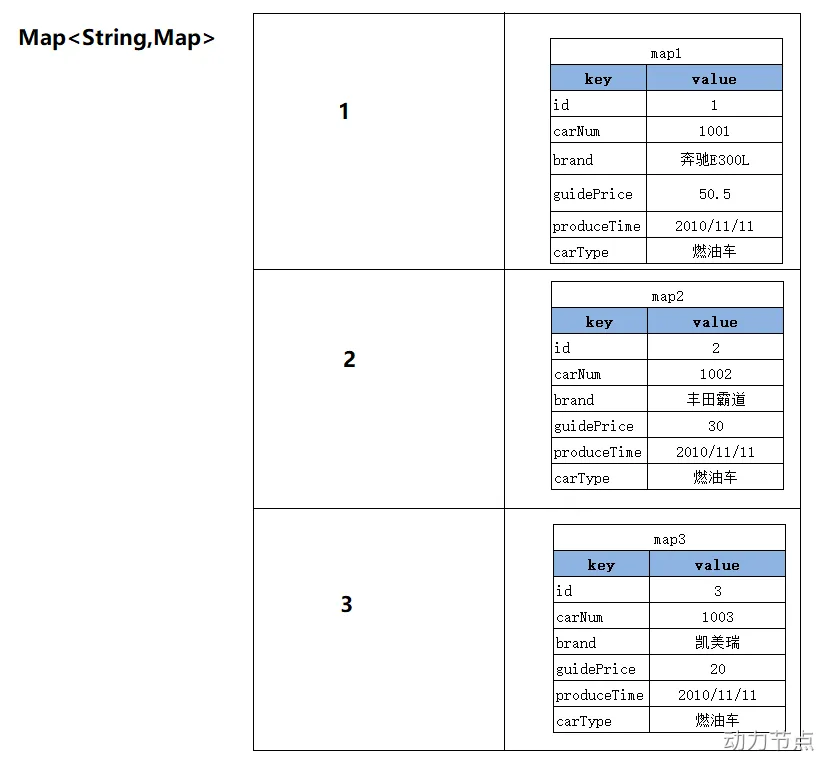 Map<String,Map>
1
map1
key value
id 1
carNum 1001
brand 奔驰E300L
guidePrice 50.5
produceTime 2010/11/11
carType 燃油车
2
map2
key value
id 2
carNum 1002
brand 丰田霸道
guidePrice 30
produceTime 2010/11/11
carType 燃油车
3
map3
key value
id 3
carNum 1003
brand 凯美瑞
guidePrice 20
produceTime 2010/11/11
carType 燃油车
动力节点